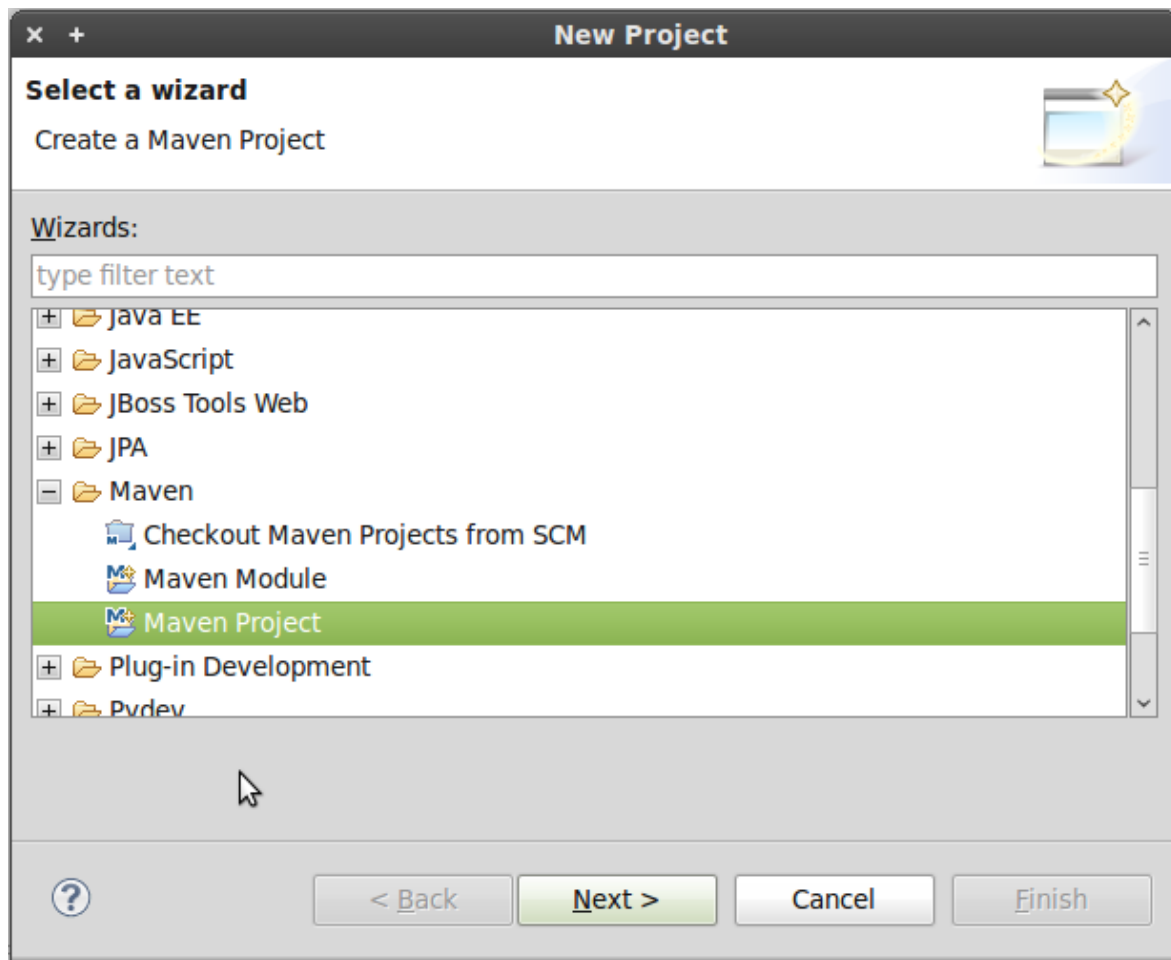 New Project
Select a wizard
Create a Maven Project
Wizards:
type filter text
Java EE
JavaScript
JBoss Tools Web
JPA
Maven
Checkout Maven Projects from SCM
Maven Module
Maven Project
Plug-in Development
Pydev
< Back Next > Cancel Finish